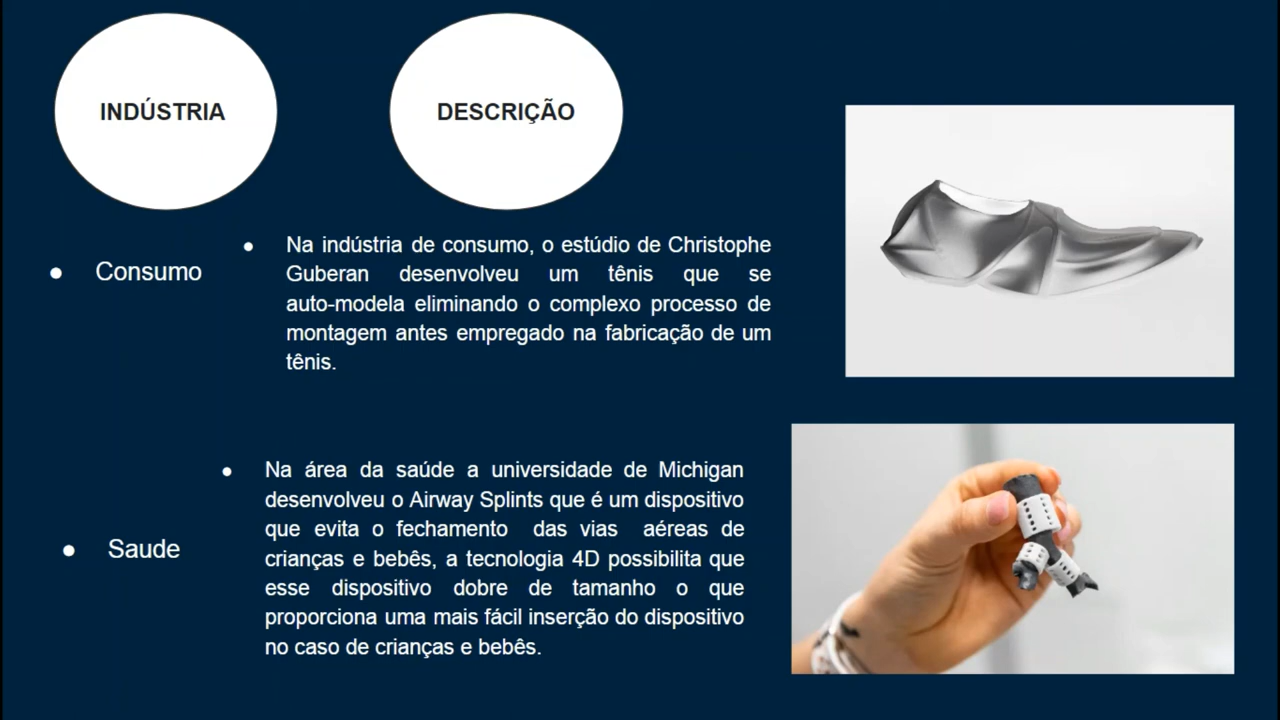 INDÚSTRIA
DESCRIÇÃO
● Consumo
● Na indústria de consumo, o estúdio de Christophe
Guberan desenvolveu um tênis que se
auto-modela eliminando o complexo processo de
montagem antes empregado na fabricação de um
tênis.
● Saude
● Na área da saúde a universidade de Michigan
desenvolveu o Airway Splints que é um dispositivo
que evita o fechamento das vias aéreas de
crianças e bebês, a tecnologia 4D possibilita que
esse dispositivo dobre de tamanho o que
proporciona uma mais fácil inserção do dispositivo
no caso de crianças e bebês.